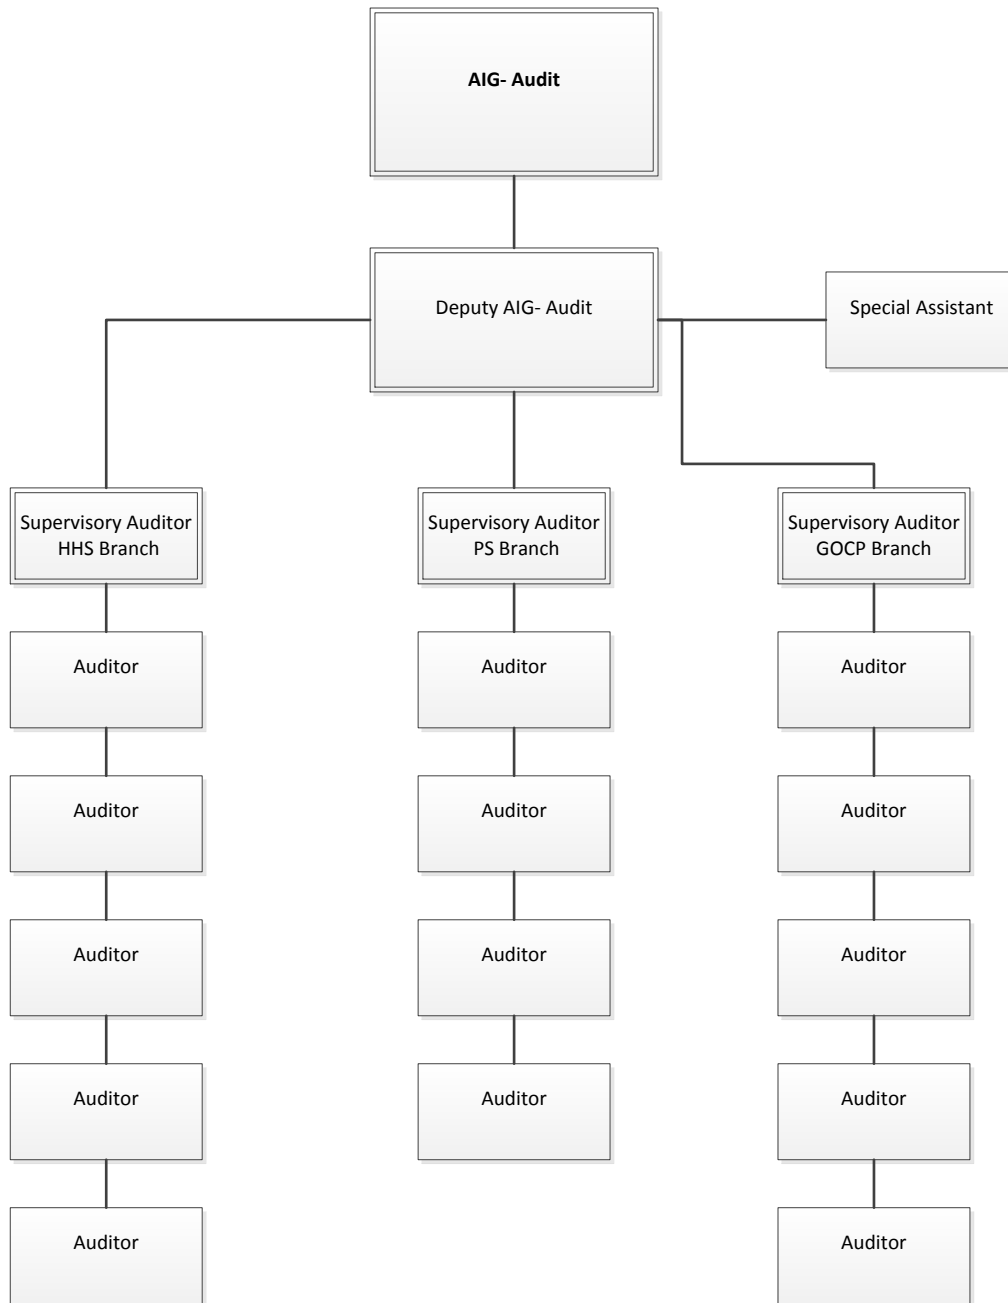 AIG- Audit
Deputy AIG- Audit
Special Assistant
Supervisory Auditor
HHS Branch
Supervisory Auditor
PS Branch
Supervisory Auditor
GOCP Branch
Auditor
Auditor
Auditor
Auditor
Auditor
Auditor
Auditor
Auditor
Auditor
Auditor
Auditor
Auditor
Auditor
Auditor